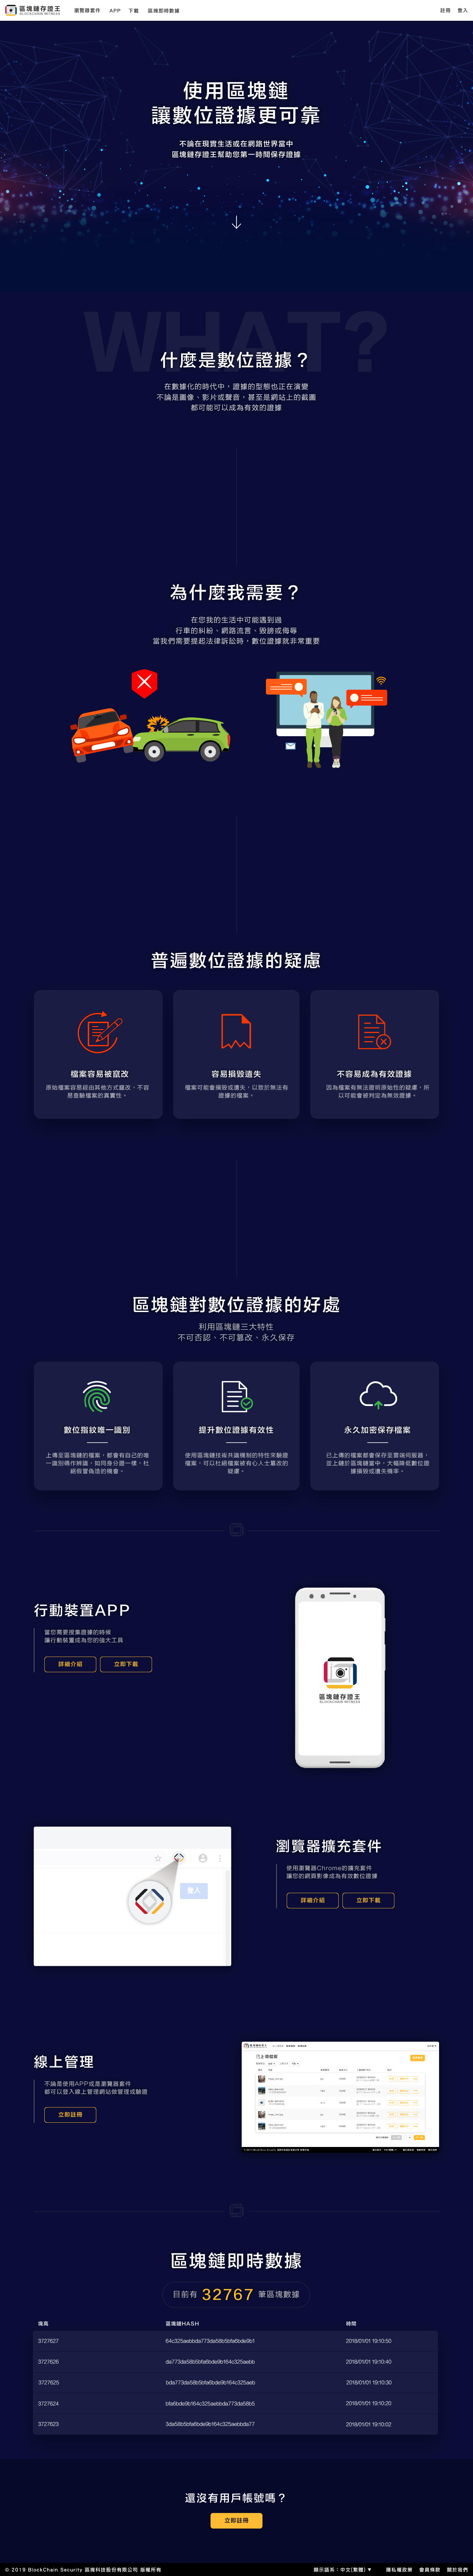 區塊鏈存證王
BLOCKCHAIN WITNESS
瀏覽器套件 APP 下載 區塊即時數據
註冊 登入
使用區塊鏈
讓數位證據更可靠
不論在現實生活或在網路世界當中
區塊鏈存證王幫助您第一時間保存證據
WHAT?
什麼是數位證據？
在數據化的時代中，證據的型態也正在演變
不論是圖像、影片或聲音，甚至是網站上的截圖
都可能可以成為有效的證據
為什麼我需要？
在您我的生活中可能遇到過
行車的糾紛、網路流言、毀謗或侮辱
當我們需要提起法律訴訟時，數位證據就非常重要
普遍數位證據的疑慮
檔案容易被竄改
原始檔案容易經由其他方式竄改，不容
易查驗檔案的真實性。
容易損毀遺失
檔案可能會損毀或遺失，以致於無法有
證據的檔案。
不容易成為有效證據
因為檔案有無法證明原始性的疑慮，所
以可能會被判定為無效證據。
區塊鏈對數位證據的好處
利用區塊鏈三大特性
不可否認、不可篡改、永久保存
數位指紋唯一識別
上傳至區塊鏈的檔案，都會有自己的唯
一識別碼作辨識，如同身分證一樣，杜
絕假冒偽造的機會。
提升數位證據有效性
使用區塊鏈技術共識機制的特性來驗證
檔案，可以杜絕檔案被有心人士篡改的
疑慮。
永久加密保存檔案
已上傳的檔案都會保存至雲端伺服器，
並上鏈於區塊鏈當中，大幅降低數位證
據損毀或遺失機率。
行動裝置APP
當您需要搜集證據的時候
讓行動裝置成為您的強大工具
詳細介紹 立即下載
區塊鏈存證王
BLOCKCHAIN WITNESS
登入
瀏覽器擴充套件
使用瀏覽器Chrome的擴充套件
讓您的網頁影像成為有效數位證據
詳細介紹 立即下載
線上管理
不論是使用APP或是瀏覽器套件
都可以登入線上管理網站做管理或驗證
立即註冊
已上傳檔案
區塊鏈即時數據
目前有 32767 筆區塊數據
塊高 區塊鏈HASH 時間
3727627 64c325aebbda773da58b5bfa6bde9b1 2018/01/01 19:10:50
3727626 da773da58b5bfa6bde9b164c325aebb 2018/01/01 19:10:40
3727625 bda773da58b5bfa6bde9b164c325aeb 2018/01/01 19:10:30
3727624 bfa6bde9b164c325aebbda773da58b5 2018/01/01 19:10:20
3727623 3da58b5bfa6bde9b164c325aebbda77 2018/01/01 19:10:02
還沒有用戶帳號嗎？
立即註冊
© 2019 BlockChain Security 區塊科技股份有限公司 版權所有
顯示語系：中文(繁體) ▼ 隱私權政策 會員條款 關於我們